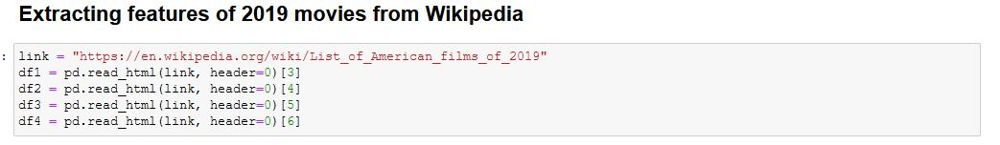 Extracting features of 2019 movies from Wikipedia
: link = "https://en.wikipedia.org/wiki/List_of_American_films_of_2019"
df1 = pd.read_html(link, header=0)[3]
df2 = pd.read_html(link, header=0)[4]
df3 = pd.read_html(link, header=0)[5]
df4 = pd.read_html(link, header=0)[6]